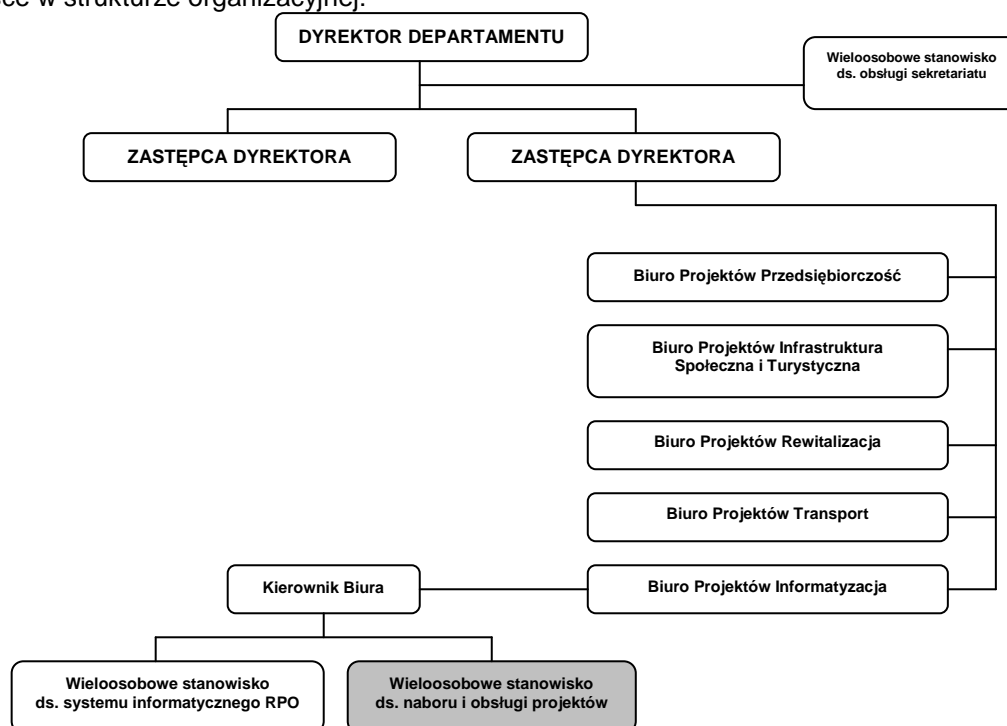 w strukturze organizacyjnej.
DYREKTOR DEPARTAMENTU
Wieloosobowe stanowisko
ds. obsługi sekretariatu
ZASTĘPCA DYREKTORA
ZASTĘPCA DYREKTORA
Biuro Projektów Przedsiębiorczość
Biuro Projektów Infrastruktura
Społeczna i Turystyczna
Biuro Projektów Rewitalizacja
Biuro Projektów Transport
Kierownik Biura
Biuro Projektów Informatyzacja
Wieloosobowe stanowisko
ds. systemu informatycznego RPO
Wieloosobowe stanowisko
ds. naboru i obsługi projektów